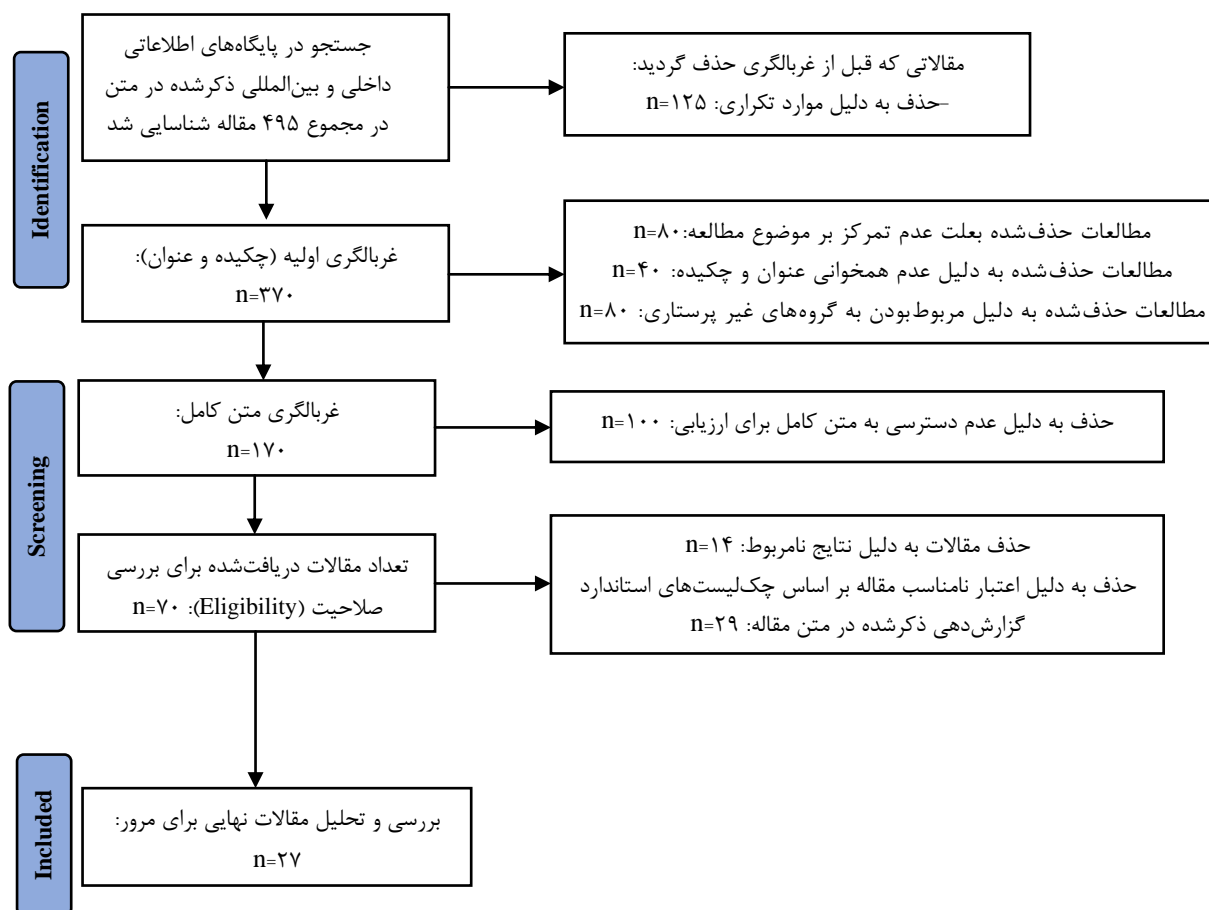 Identification
جستجو در پایگاه‌های اطلاعاتی
داخلی و بین‌المللی ذکرشده در متن
در مجموع ۴۹۵ مقاله شناسایی شد
مقالاتی که قبل از غربالگری حذف گردید:
-حذف به دلیل موارد تکراری: n=۱۲۵
غربالگری اولیه (چکیده و عنوان):
n=۳۷۰
مطالعات حذف‌شده بعلت عدم تمرکز بر موضوع مطالعه:n=۸۰
مطالعات حذف‌شده به دلیل عدم همخوانی عنوان و چکیده: n=۴۰
مطالعات حذف‌شده به دلیل مربوط‌بودن به گروه‌های غیر پرستاری: n=۸۰
Screening
غربالگری متن کامل:
n=۱۷۰
حذف به دلیل عدم دسترسی به متن کامل برای ارزیابی: n=۱۰۰
تعداد مقالات دریافت‌شده برای بررسی
صلاحیت (Eligibility): n=۷۰
حذف مقالات به دلیل نتایج نامربوط: n=۱۴
حذف به دلیل اعتبار نامناسب مقاله بر اساس چک‌لیست‌های استاندارد
گزارش‌دهی ذکرشده در متن مقاله: n=۲۹
Included
بررسی و تحلیل مقالات نهایی برای مرور:
n=۲۷